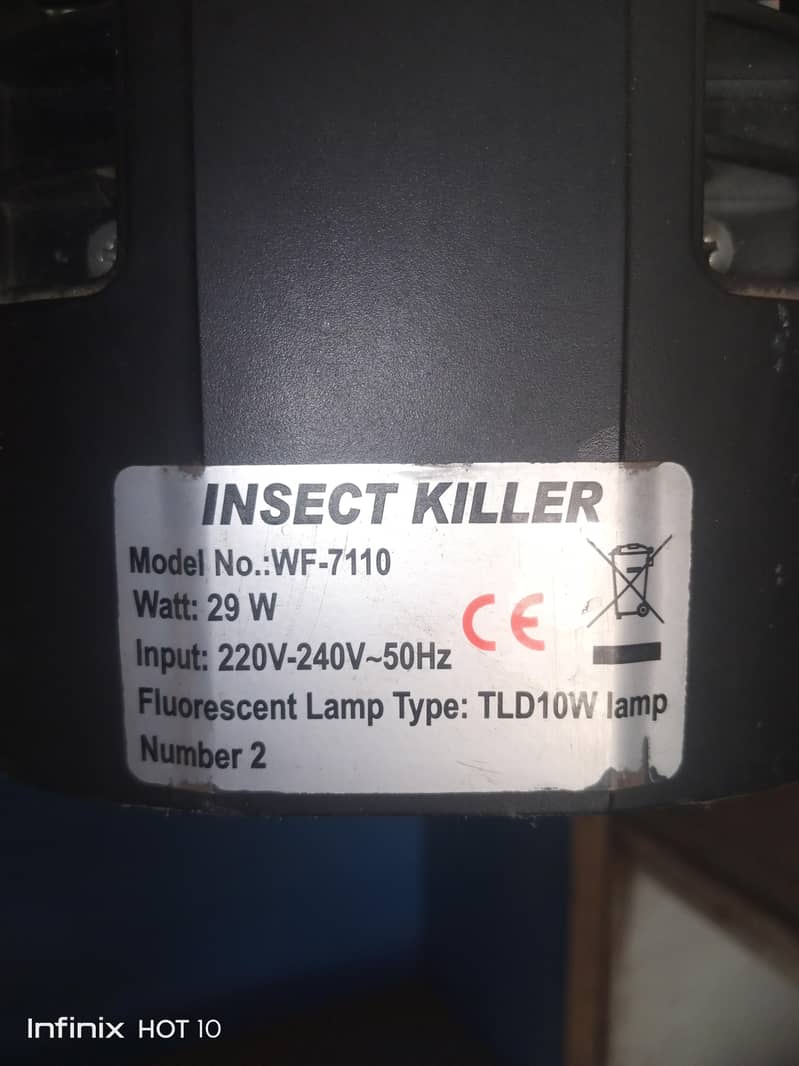 INSECT KILLER
Model No.:WF-7110
Watt: 29 W
CE
Input: 220V-240V~50Hz
Fluorescent Lamp Type: TLD10W lamp
Number 2
Infinix HOT 10